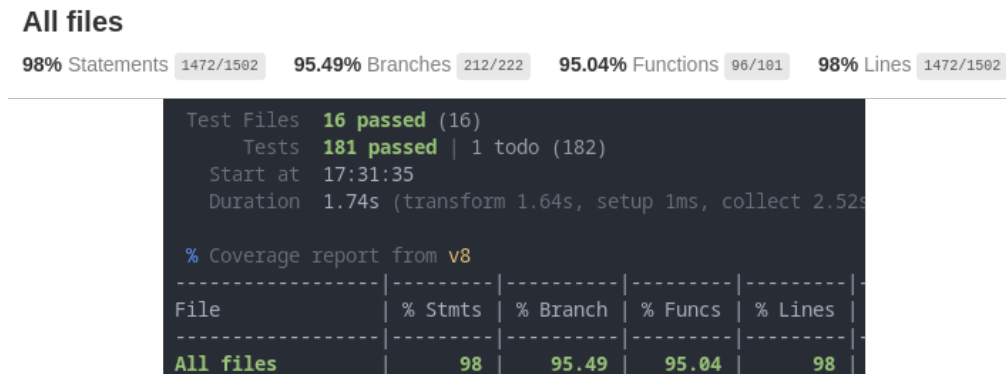 All files
98% Statements 1472/1502 95.49% Branches 212/222 95.04% Functions 96/101 98% Lines 1472/1502
Test Files 16 passed (16)
Tests 181 passed | 1 todo (182)
Start at 17:31:35
Duration 1.74s (transform 1.64s, setup 1ms, collect 2.52s
% Coverage report from v8
-------------------|---------|----------|---------|---------|-
File | % Stmts | % Branch | % Funcs | % Lines |
-------------------|---------|----------|---------|---------|-
All files | 98 | 95.49 | 95.04 | 98 |